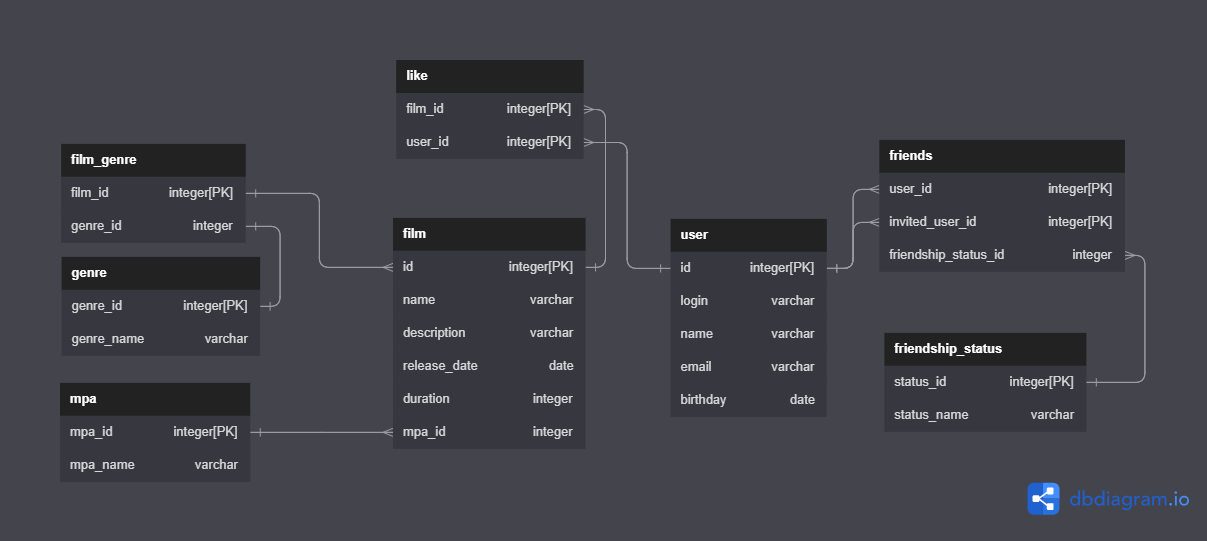 like
film_id integer[PK]
user_id integer[PK]
film_genre
film_id integer[PK]
genre_id integer
genre
genre_id integer[PK]
genre_name varchar
mpa
mpa_id integer[PK]
mpa_name varchar
film
id integer[PK]
name varchar
description varchar
release_date date
duration integer
mpa_id integer
user
id integer[PK]
login varchar
name varchar
email varchar
birthday date
friends
user_id integer[PK]
invited_user_id integer[PK]
friendship_status_id integer
friendship_status
status_id integer[PK]
status_name varchar
dbdiagram.io